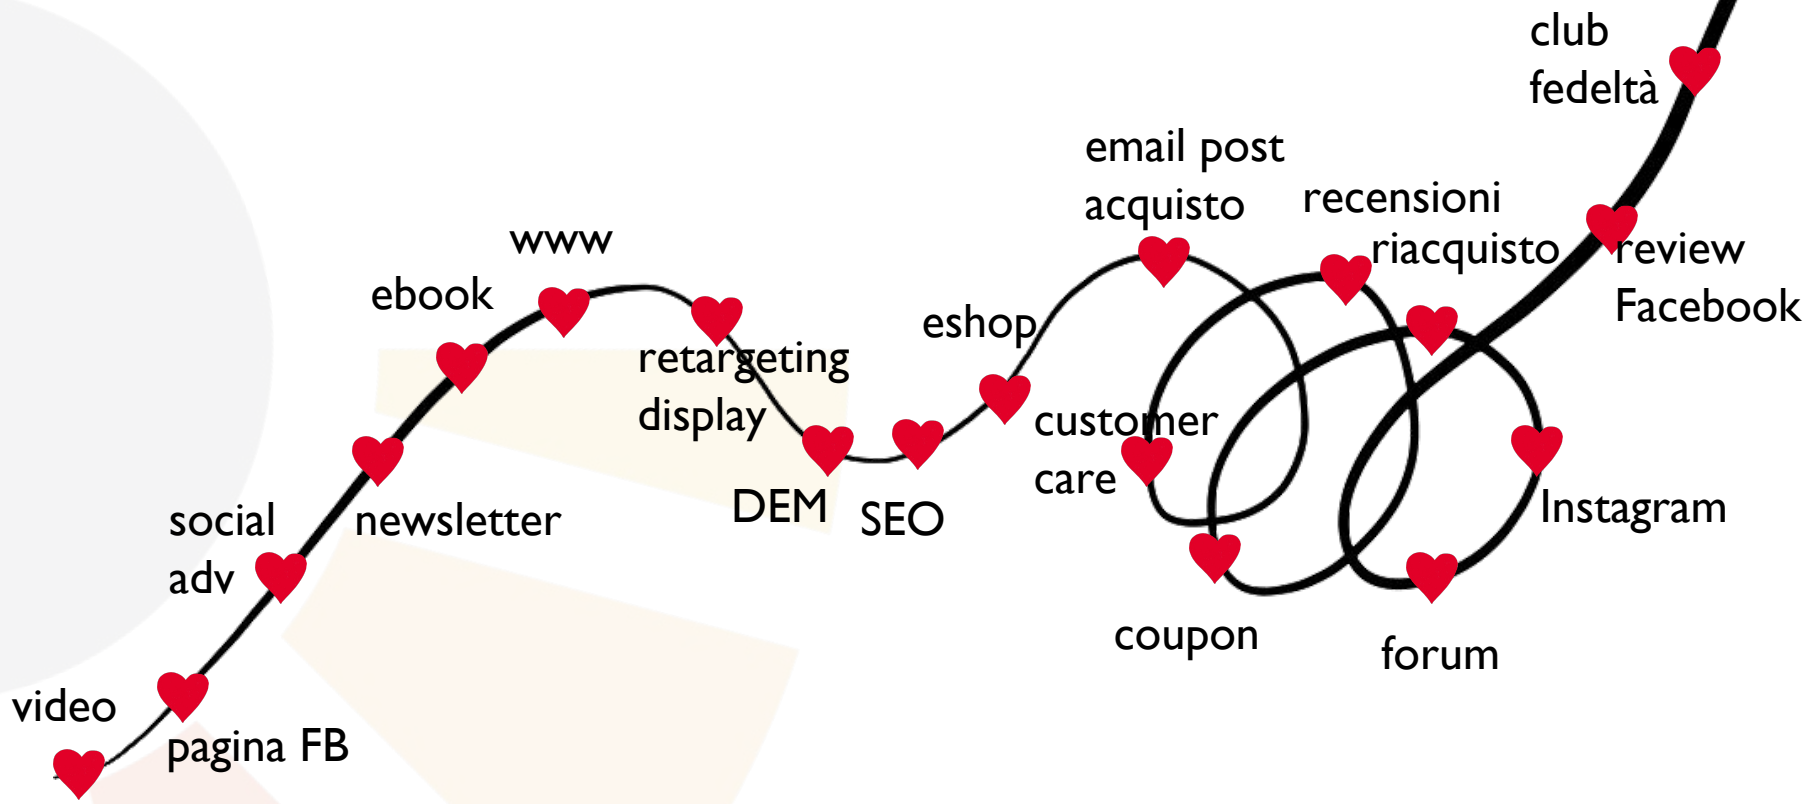 video
pagina FB
social
adv
newsletter
ebook
www
retargeting
display
DEM
SEO
eshop
email post
acquisto
customer
care
recensioni
coupon
riacquisto
Instagram
forum
review
Facebook
club
fedeltà